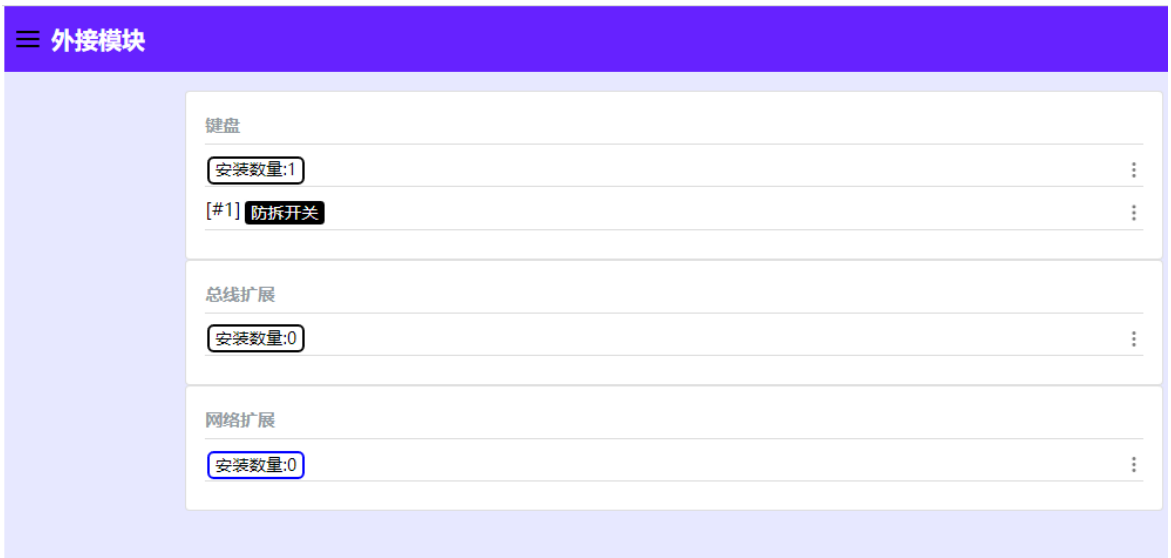 外接模块
键盘
安装数量:1
[#1] 防拆开关
总线扩展
安装数量:0
网络扩展
安装数量:0